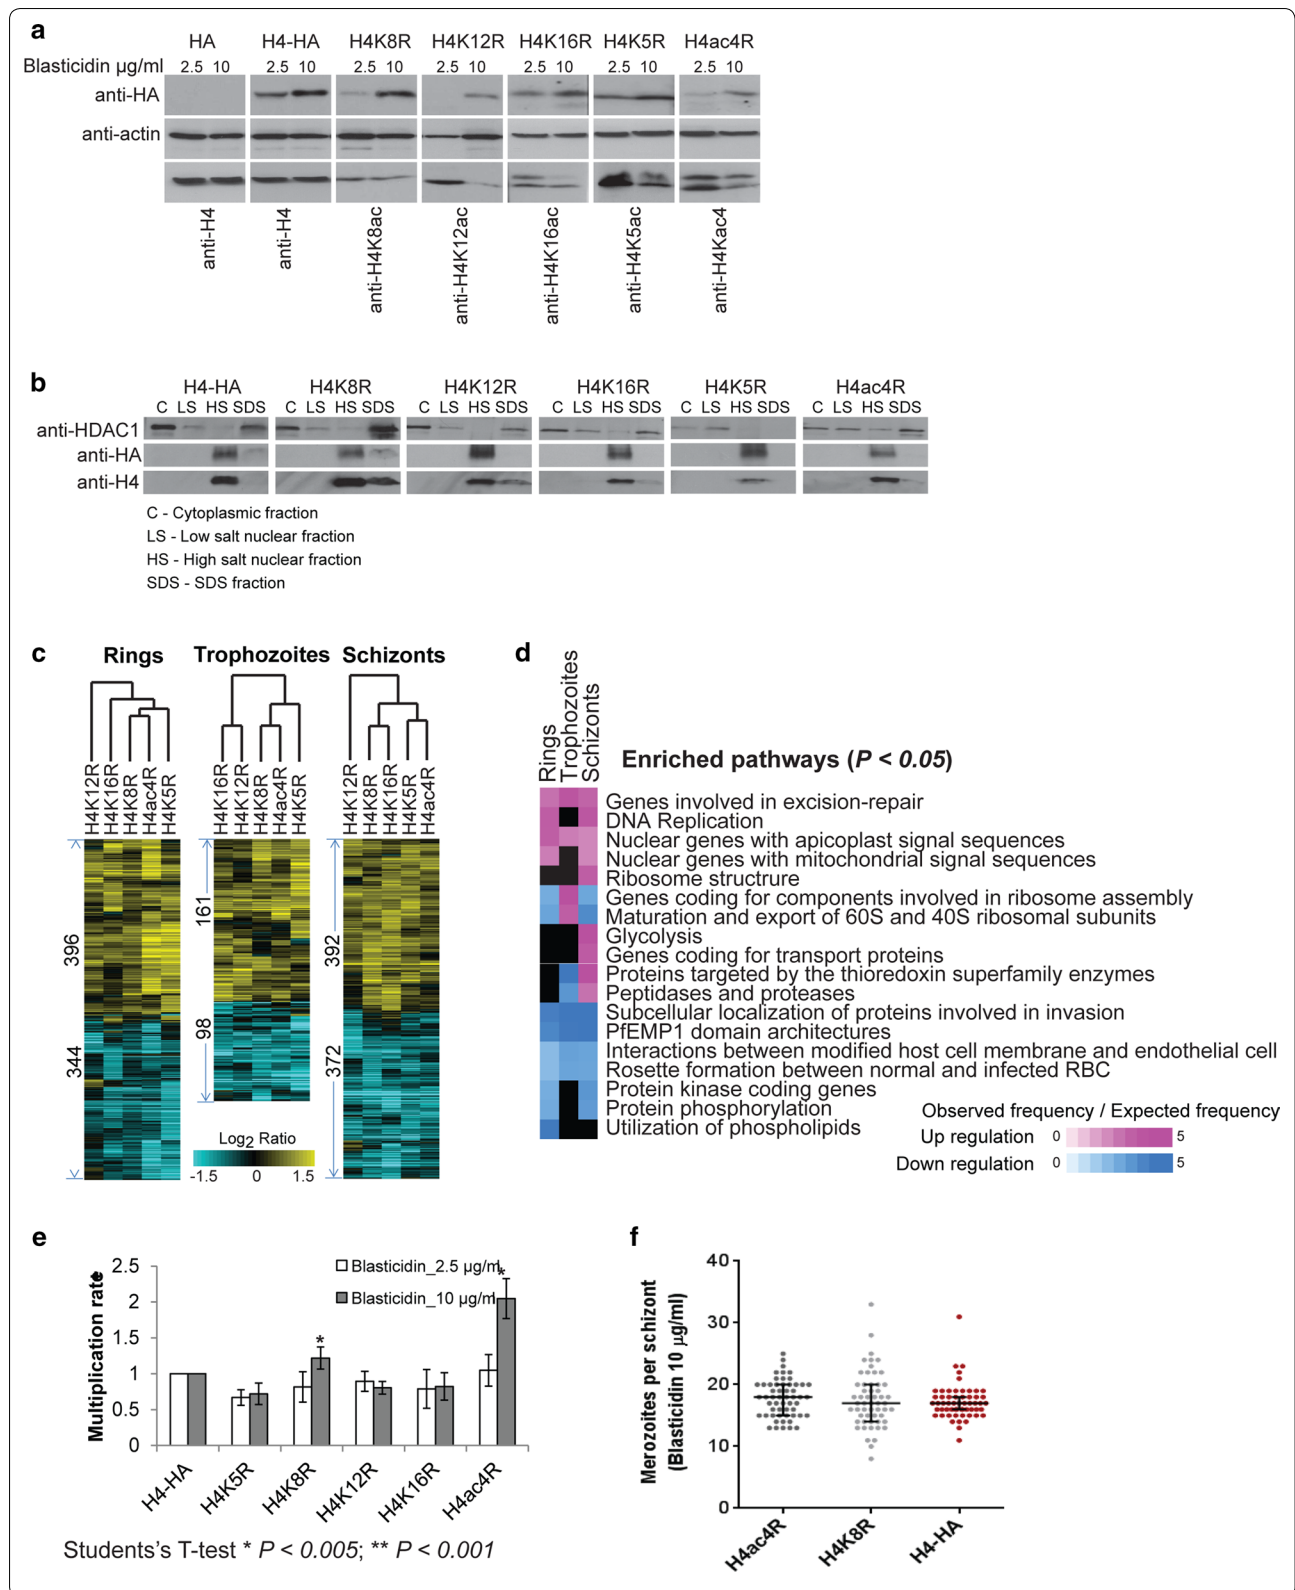 a
HA H4-HA H4K8R H4K12R H4K16R H4K5R H4ac4R
Blasticidin µg/ml 2.5 10 2.5 10 2.5 10 2.5 10 2.5 10 2.5 10 2.5 10
anti-HA
anti-actin
anti-H4 anti-H4 anti-H4K8ac anti-H4K12ac anti-H4K16ac anti-H4K5ac anti-H4Kac4
b
H4-HA H4K8R H4K12R H4K16R H4K5R H4ac4R
C LS HS SDS C LS HS SDS C LS HS SDS C LS HS SDS C LS HS SDS C LS HS SDS
anti-HDAC1
anti-HA
anti-H4
C - Cytoplasmic fraction
LS - Low salt nuclear fraction
HS - High salt nuclear fraction
SDS - SDS fraction
c
Rings Trophozoites Schizonts
H4K12R H4K16R H4K8R H4ac4R H4K5R
H4K16R H4K12R H4K8R H4ac4R H4K5R
H4K12R H4K8R H4K16R H4K5R H4ac4R
396
344
161
98
392
372
Log2 Ratio
-1.5 0 1.5
d
Rings
Trophozoites
Schizonts
Enriched pathways (P < 0.05)
Genes involved in excision-repair
DNA Replication
Nuclear genes with apicoplast signal sequences
Nuclear genes with mitochondrial signal sequences
Ribosome structrure
Genes coding for components involved in ribosome assembly
Maturation and export of 60S and 40S ribosomal subunits
Glycolysis
Genes coding for transport proteins
Proteins targeted by the thioredoxin superfamily enzymes
Peptidases and proteases
Subcellular localization of proteins involved in invasion
PfEMP1 domain architectures
Interactions between modified host cell membrane and endothelial cell
Rosette formation between normal and infected RBC
Protein kinase coding genes
Protein phosphorylation
Utilization of phospholipids
Observed frequency / Expected frequency
Up regulation 0 5
Down regulation 0 5
e
Multiplication rate
2.5
2
1.5
1
0.5
0
Blasticidin_2.5 µg/ml
Blasticidin_10 µg/ml
*
*
H4-HA H4K5R H4K8R H4K12R H4K16R H4ac4R
Students's T-test * P < 0.005; ** P < 0.001
f
Merozoites per schizont
(Blasticidin 10 µg/ml)
40
30
20
10
0
H4ac4R H4K8R H4-HA